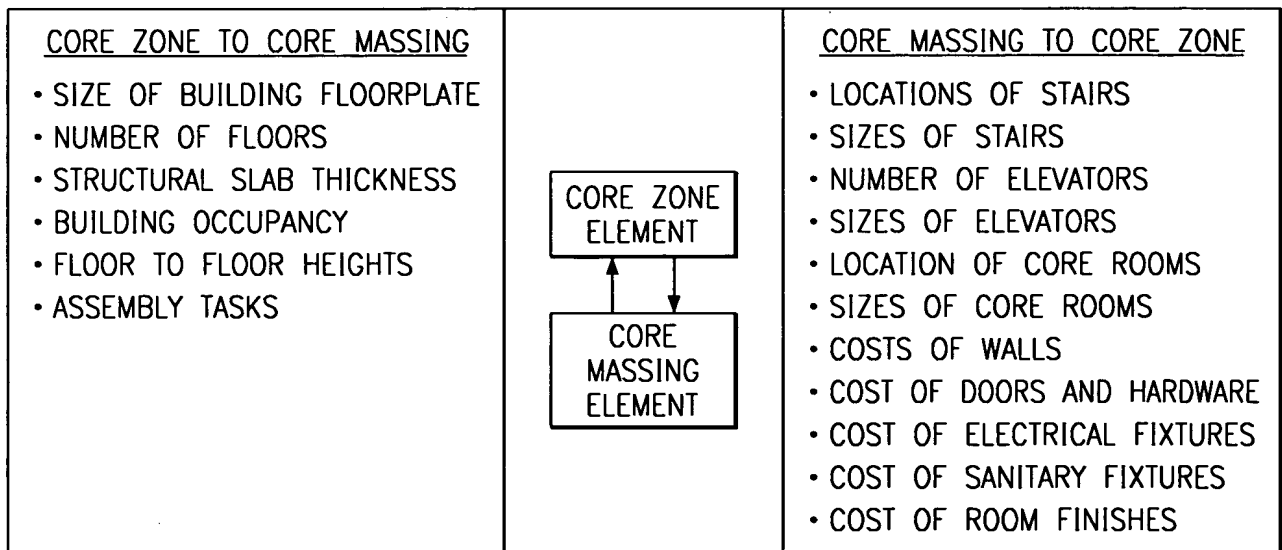 CORE ZONE TO CORE MASSING
• SIZE OF BUILDING FLOORPLATE
• NUMBER OF FLOORS
• STRUCTURAL SLAB THICKNESS
• BUILDING OCCUPANCY
• FLOOR TO FLOOR HEIGHTS
• ASSEMBLY TASKS
CORE ZONE
ELEMENT
CORE
MASSING
ELEMENT
CORE MASSING TO CORE ZONE
• LOCATIONS OF STAIRS
• SIZES OF STAIRS
• NUMBER OF ELEVATORS
• SIZES OF ELEVATORS
• LOCATION OF CORE ROOMS
• SIZES OF CORE ROOMS
• COSTS OF WALLS
• COST OF DOORS AND HARDWARE
• COST OF ELECTRICAL FIXTURES
• COST OF SANITARY FIXTURES
• COST OF ROOM FINISHES